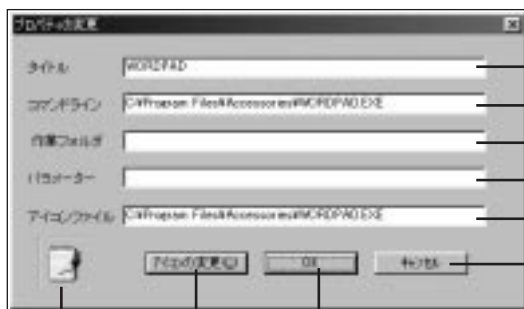 プロパティの変更
タイトル WORDPAD
コマンドライン C:¥Program Files¥Accessories¥WORDPAD.EXE
作業フォルダ
パラメーター
アイコンファイル C:¥Program Files¥Accessories¥WORDPAD.EXE
アイコンの変更(C) OK キャンセル